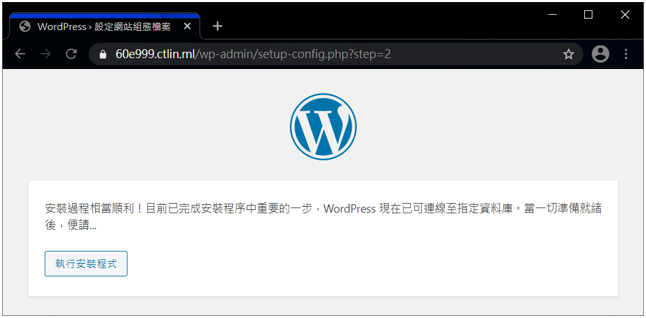 WordPress › 設定網站組態檔案
60e999.ctlin.ml/wp-admin/setup-config.php?step=2
安裝過程相當順利！目前已完成安裝程序中重要的一步，WordPress 現在已可連線至指定資料庫。當一切準備就緒
後，便請...
執行安裝程式